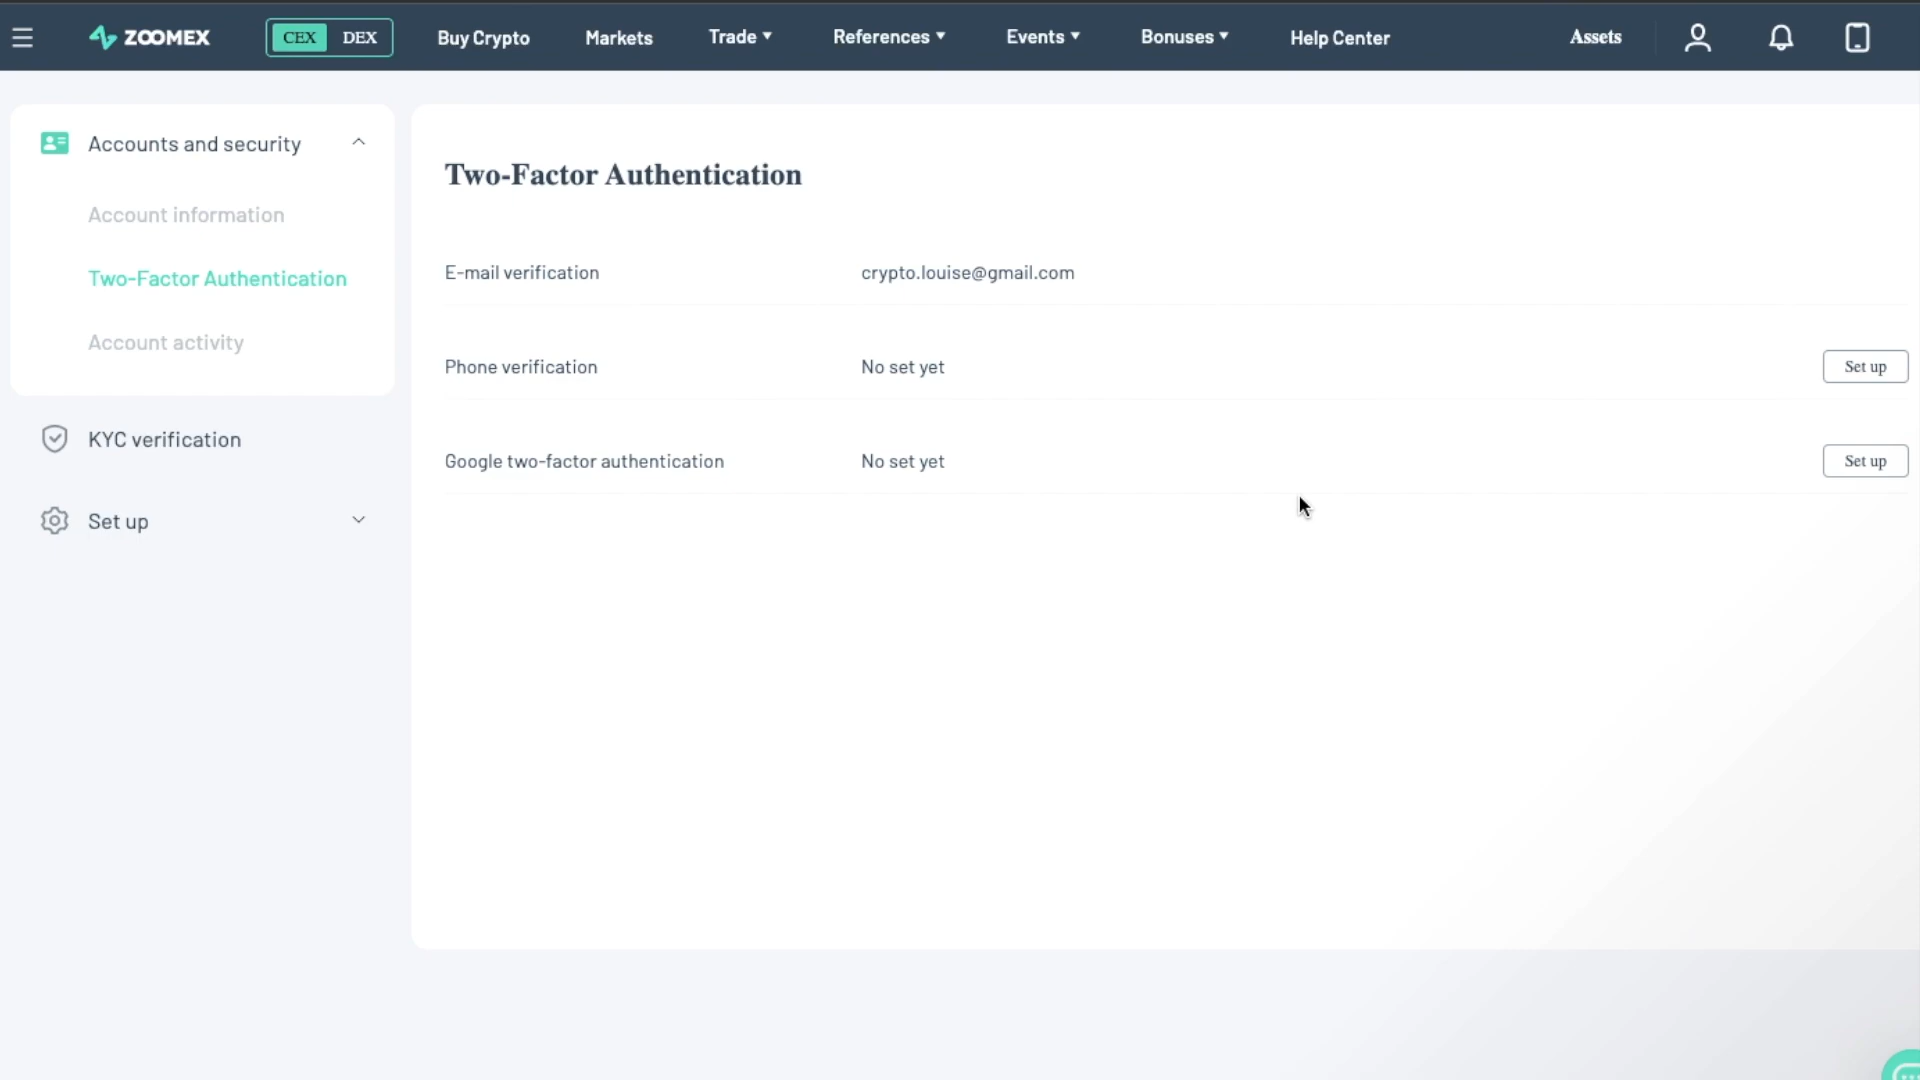 ZOOMEX
CEX DEX
Buy Crypto
Markets
Trade
References
Events
Bonuses
Help Center
Assets
Accounts and security
Account information
Two-Factor Authentication
Account activity
KYC verification
Set up
Two-Factor Authentication
E-mail verification crypto.louise@gmail.com
Phone verification No set yet Set up
Google two-factor authentication No set yet Set up